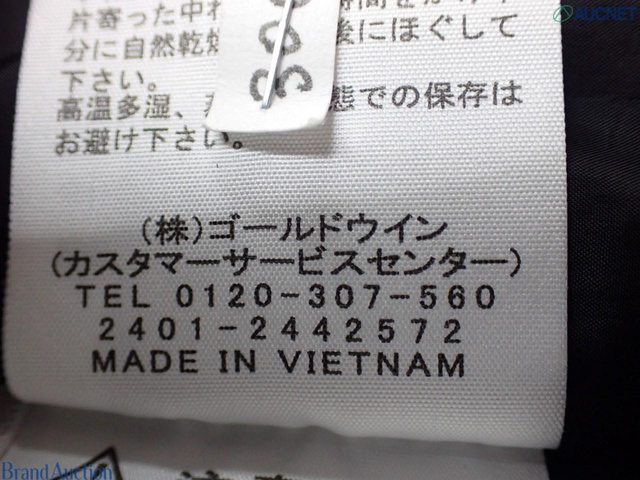 片寄った中わ
分に自然乾燥 後にほぐして
下さい。
高温多湿、 態での保存は
お避け下さい。
(株)ゴールドウイン
(カスタマーサービスセンター)
TEL 0120-307-560
2401-2442572
MADE IN VIETNAM
AUCNET
Brand Auction